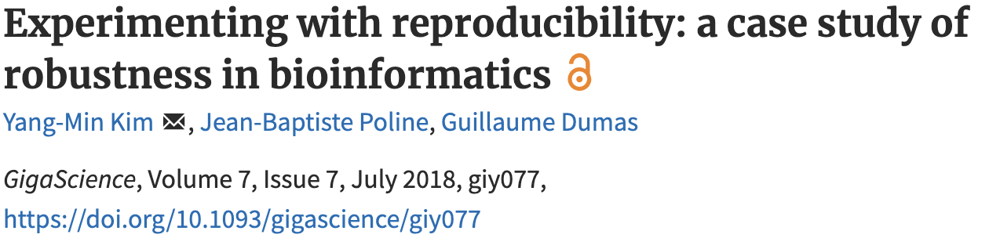 Experimenting with reproducibility: a case study of
robustness in bioinformatics
Yang-Min Kim, Jean-Baptiste Poline, Guillaume Dumas
GigaScience, Volume 7, Issue 7, July 2018, giy077,
https://doi.org/10.1093/gigascience/giy077